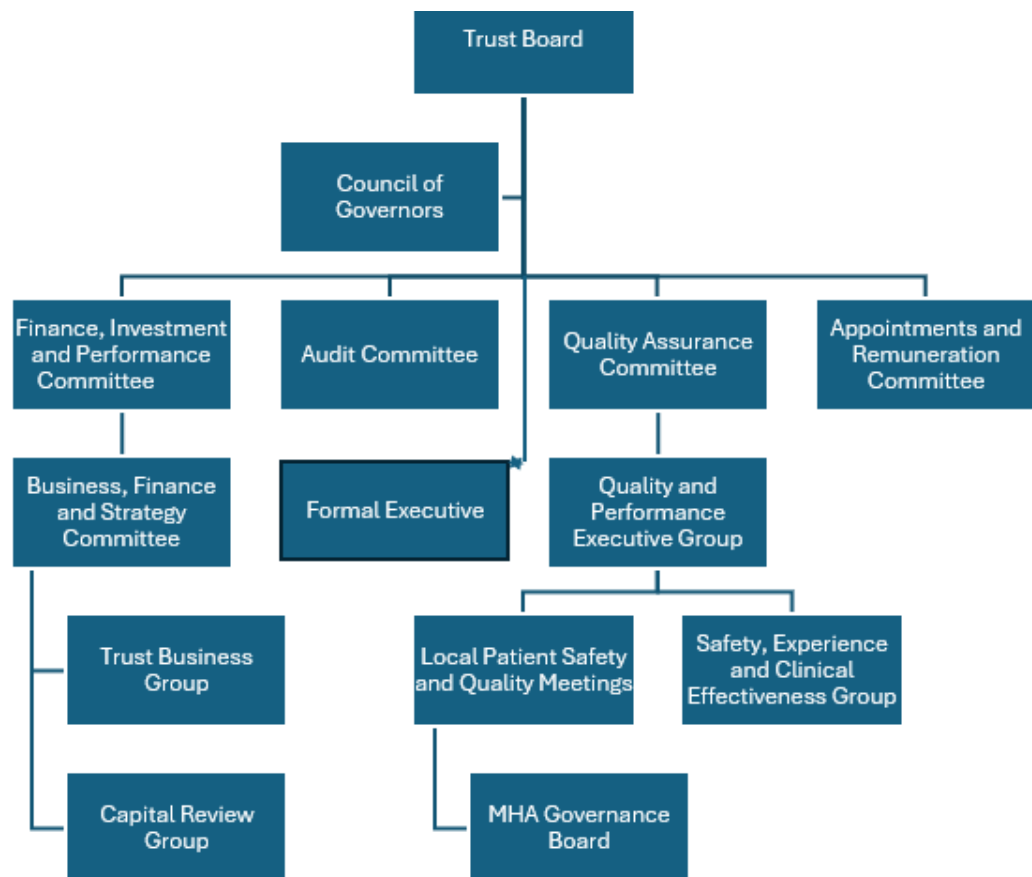 Trust Board
Council of
Governors
Finance, Investment
and Performance
Committee
Audit Committee
Quality Assurance
Committee
Appointments and
Remuneration
Committee
Business, Finance
and Strategy
Committee
Formal Executive
Quality and
Performance
Executive Group
Trust Business
Group
Local Patient Safety
and Quality Meetings
Safety, Experience
and Clinical
Effectiveness Group
Capital Review
Group
MHA Governance
Board